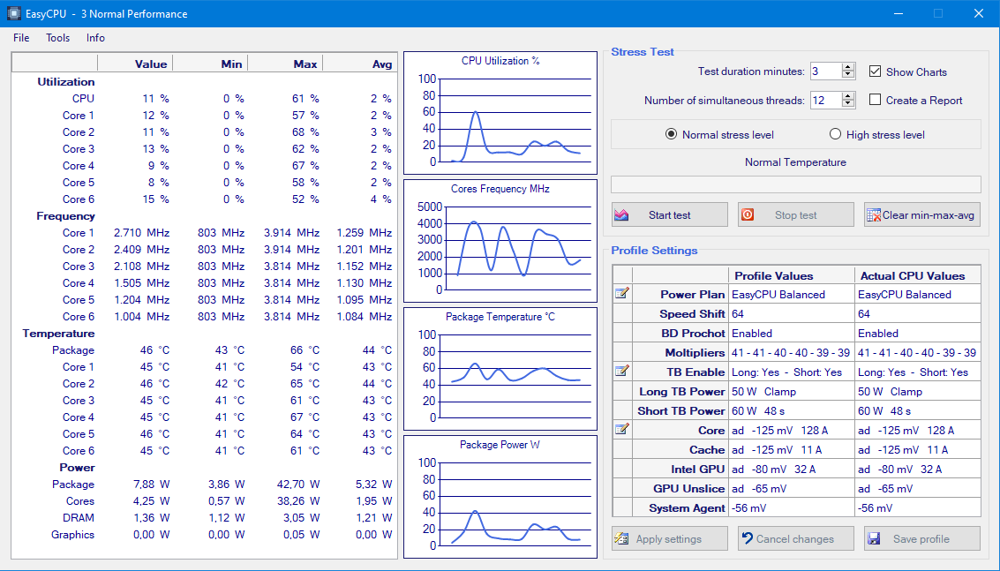 EasyCPU - 3 Normal Performance
File Tools Info
Value Min Max Avg
Utilization
CPU 11 % 0 % 61 % 2 %
Core 1 12 % 0 % 57 % 2 %
Core 2 11 % 0 % 68 % 3 %
Core 3 13 % 0 % 62 % 2 %
Core 4 9 % 0 % 67 % 2 %
Core 5 8 % 0 % 58 % 2 %
Core 6 15 % 0 % 52 % 4 %
Frequency
Core 1 2.710 MHz 803 MHz 3.914 MHz 1.259 MHz
Core 2 2.409 MHz 803 MHz 3.914 MHz 1.201 MHz
Core 3 2.108 MHz 803 MHz 3.814 MHz 1.152 MHz
Core 4 1.505 MHz 803 MHz 3.814 MHz 1.130 MHz
Core 5 1.204 MHz 803 MHz 3.814 MHz 1.095 MHz
Core 6 1.004 MHz 803 MHz 3.814 MHz 1.084 MHz
Temperature
Package 46 °C 43 °C 66 °C 44 °C
Core 1 45 °C 41 °C 54 °C 43 °C
Core 2 46 °C 42 °C 65 °C 44 °C
Core 3 45 °C 41 °C 61 °C 43 °C
Core 4 45 °C 41 °C 67 °C 43 °C
Core 5 46 °C 41 °C 64 °C 43 °C
Core 6 45 °C 41 °C 61 °C 43 °C
Power
Package 7,88 W 3,86 W 42,70 W 5,32 W
Cores 4,25 W 0,57 W 38,26 W 1,95 W
DRAM 1,36 W 1,12 W 3,05 W 1,21 W
Graphics 0,00 W 0,00 W 0,05 W 0,00 W
CPU Utilization %
100
80
60
40
20
0
Cores Frequency MHz
5000
4000
3000
2000
1000
0
Package Temperature °C
100
80
60
40
20
0
Package Power W
100
80
60
40
20
0
Stress Test
Test duration minutes: 3 Show Charts
Number of simultaneous threads: 12 Create a Report
Normal stress level High stress level
Normal Temperature
Start test Stop test Clear min-max-avg
Profile Settings
Profile Values Actual CPU Values
Power Plan EasyCPU Balanced EasyCPU Balanced
Speed Shift 64 64
BD Prochot Enabled Enabled
Moltipliers 41 - 41 - 40 - 40 - 39 - 39 41 - 41 - 40 - 40 - 39 - 39
TB Enable Long: Yes - Short: Yes Long: Yes - Short: Yes
Long TB Power 50 W Clamp 50 W Clamp
Short TB Power 60 W 48 s 60 W 48 s
Core ad -125 mV 128 A ad -125 mV 128 A
Cache ad -125 mV 11 A ad -125 mV 11 A
Intel GPU ad -80 mV 32 A ad -80 mV 32 A
GPU Unslice ad -65 mV ad -65 mV
System Agent -56 mV -56 mV
Apply settings Cancel changes Save profile